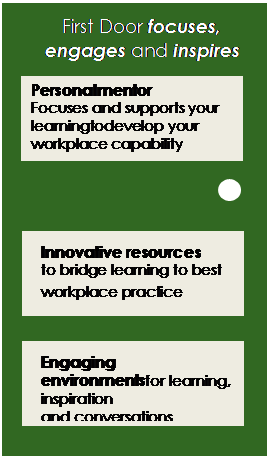 First Door focuses,
engages and inspires
Personalmentor
Focuses and supports your
learningtodevelop your
workplace capability
Innovative resources
to bridge learning to best
workplace practice
Engaging
environmentsfor learning,
inspiration
and conversations